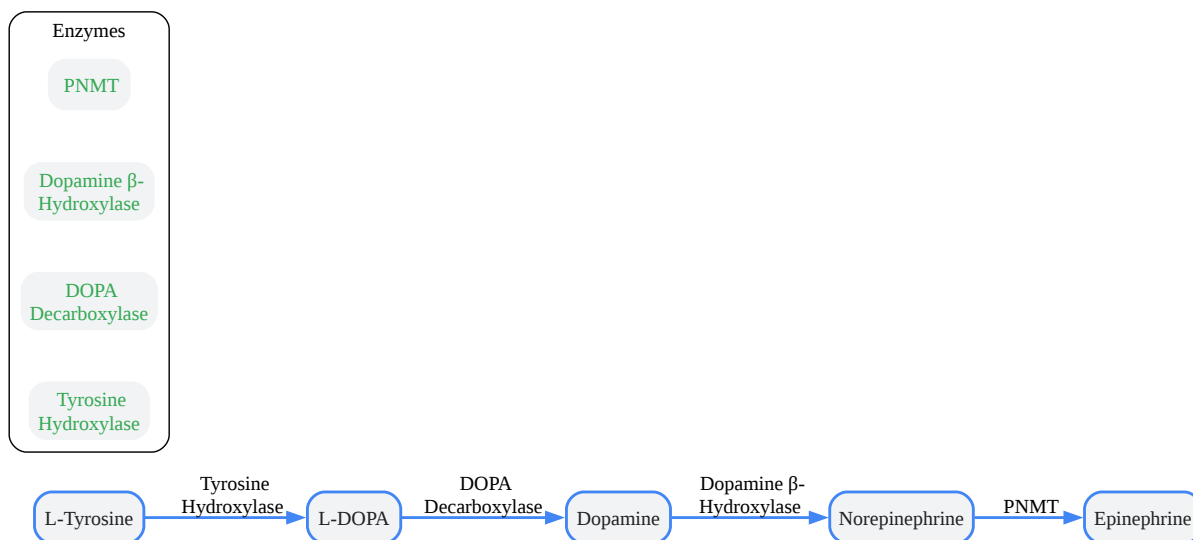 Enzymes
PNMT
Dopamine β-
Hydroxylase
DOPA
Decarboxylase
Tyrosine
Hydroxylase
L-Tyrosine
Tyrosine
Hydroxylase
L-DOPA
DOPA
Decarboxylase
Dopamine
Dopamine β-
Hydroxylase
Norepinephrine
PNMT
Epinephrine